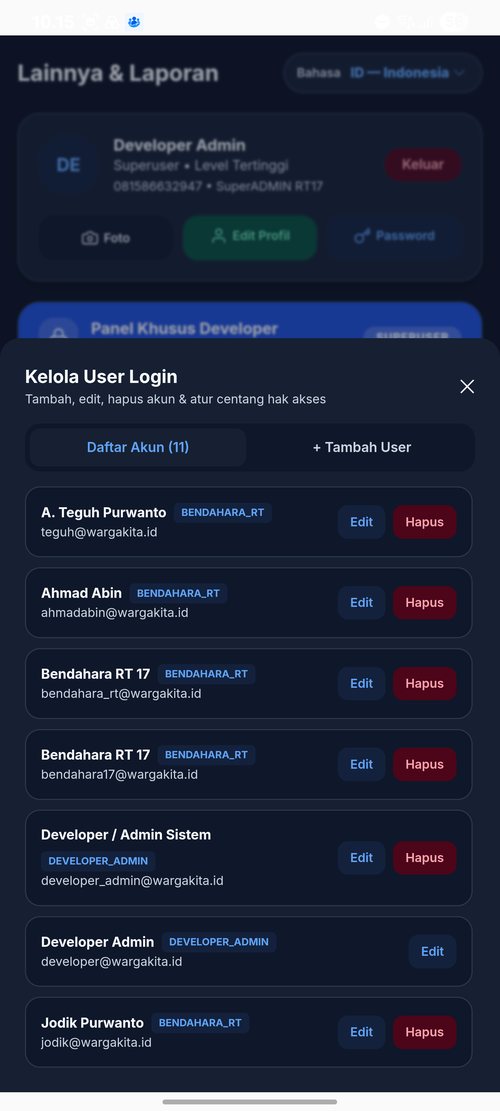 10.15
56
Lainnya & Laporan
Bahasa ID — Indonesia
DE
Developer Admin
Superuser • Level Tertinggi
081586632947 • SuperADMIN RT17
Keluar
Foto
Edit Profil
Password
Panel Khusus Developer
SUPERUSER
Kelola User Login
Tambah, edit, hapus akun & atur centang hak akses
Daftar Akun (11)
+ Tambah User
A. Teguh Purwanto BENDAHARA_RT
teguh@wargakita.id
Edit Hapus
Ahmad Abin BENDAHARA_RT
ahmadabin@wargakita.id
Edit Hapus
Bendahara RT 17 BENDAHARA_RT
bendahara_rt@wargakita.id
Edit Hapus
Bendahara RT 17 BENDAHARA_RT
bendahara17@wargakita.id
Edit Hapus
Developer / Admin Sistem
DEVELOPER_ADMIN
developer_admin@wargakita.id
Edit Hapus
Developer Admin DEVELOPER_ADMIN
developer@wargakita.id
Edit
Jodik Purwanto BENDAHARA_RT
jodik@wargakita.id
Edit Hapus